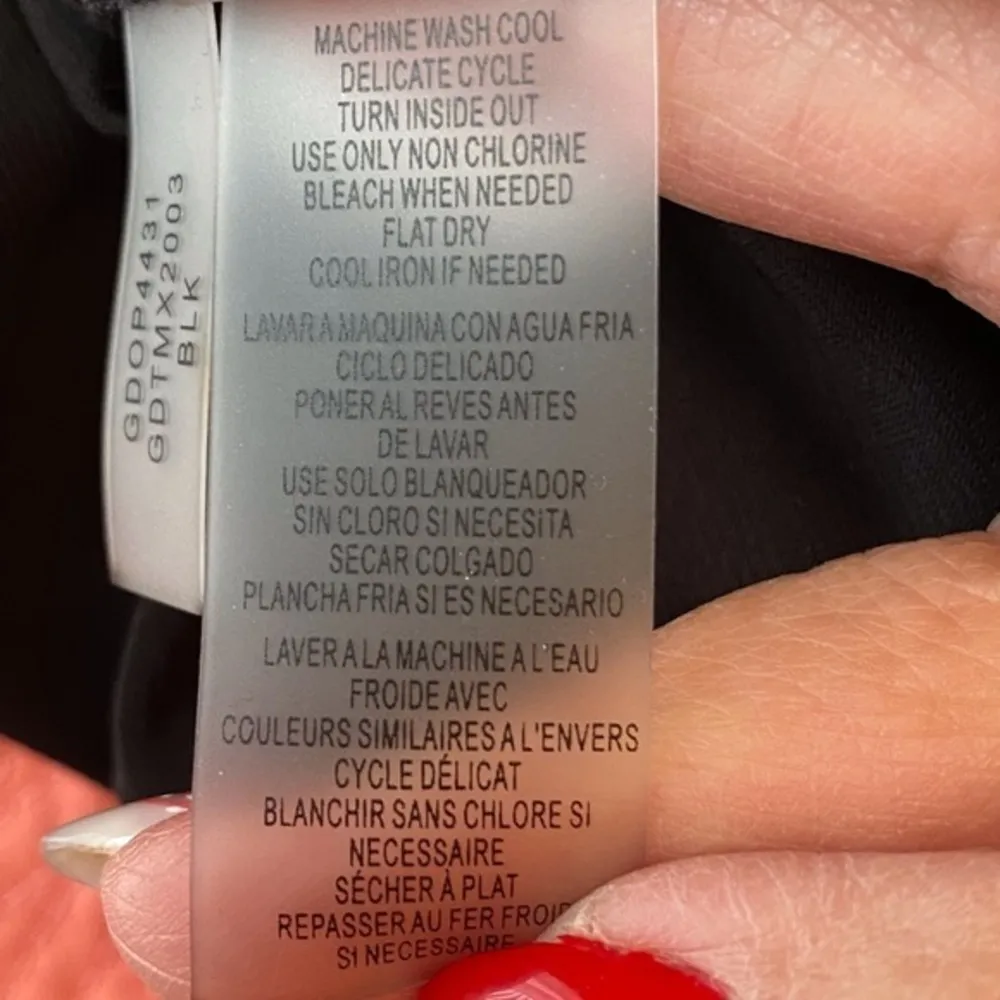 GDOP4431
GDTMX2003
BLK
MACHINE WASH COOL
DELICATE CYCLE
TURN INSIDE OUT
USE ONLY NON CHLORINE
BLEACH WHEN NEEDED
FLAT DRY
COOL IRON IF NEEDED
LAVAR A MAQUINA CON AGUA FRIA
CICLO DELICADO
PONER AL REVES ANTES
DE LAVAR
USE SOLO BLANQUEADOR
SIN CLORO SI NECESITA
SECAR COLGADO
PLANCHA FRIA SI ES NECESARIO
LAVER A LA MACHINE A L'EAU
FROIDE AVEC
COULEURS SIMILAIRES A L'ENVERS
CYCLE DÉLICAT
BLANCHIR SANS CHLORE SI
NECESSAIRE
SÉCHER À PLAT
REPASSER AU FER FROID
SI NECESSAIRE